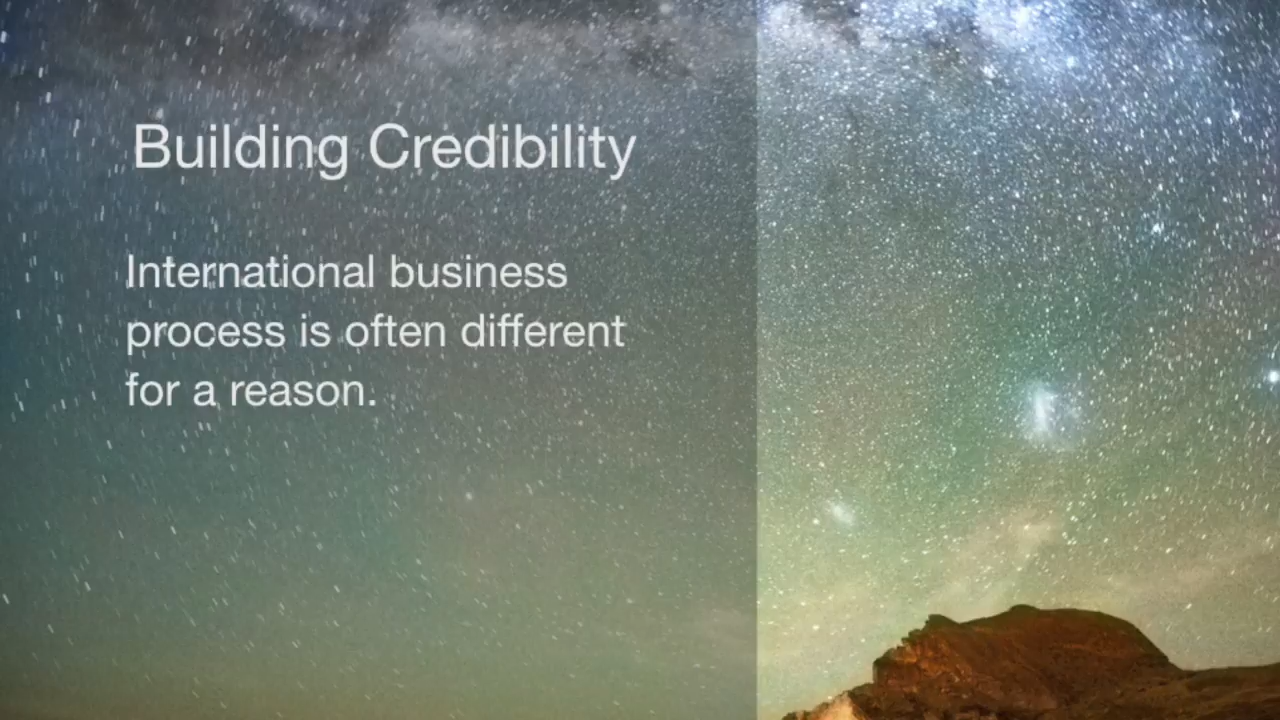 Building Credibility
International business
process is often different
for a reason.